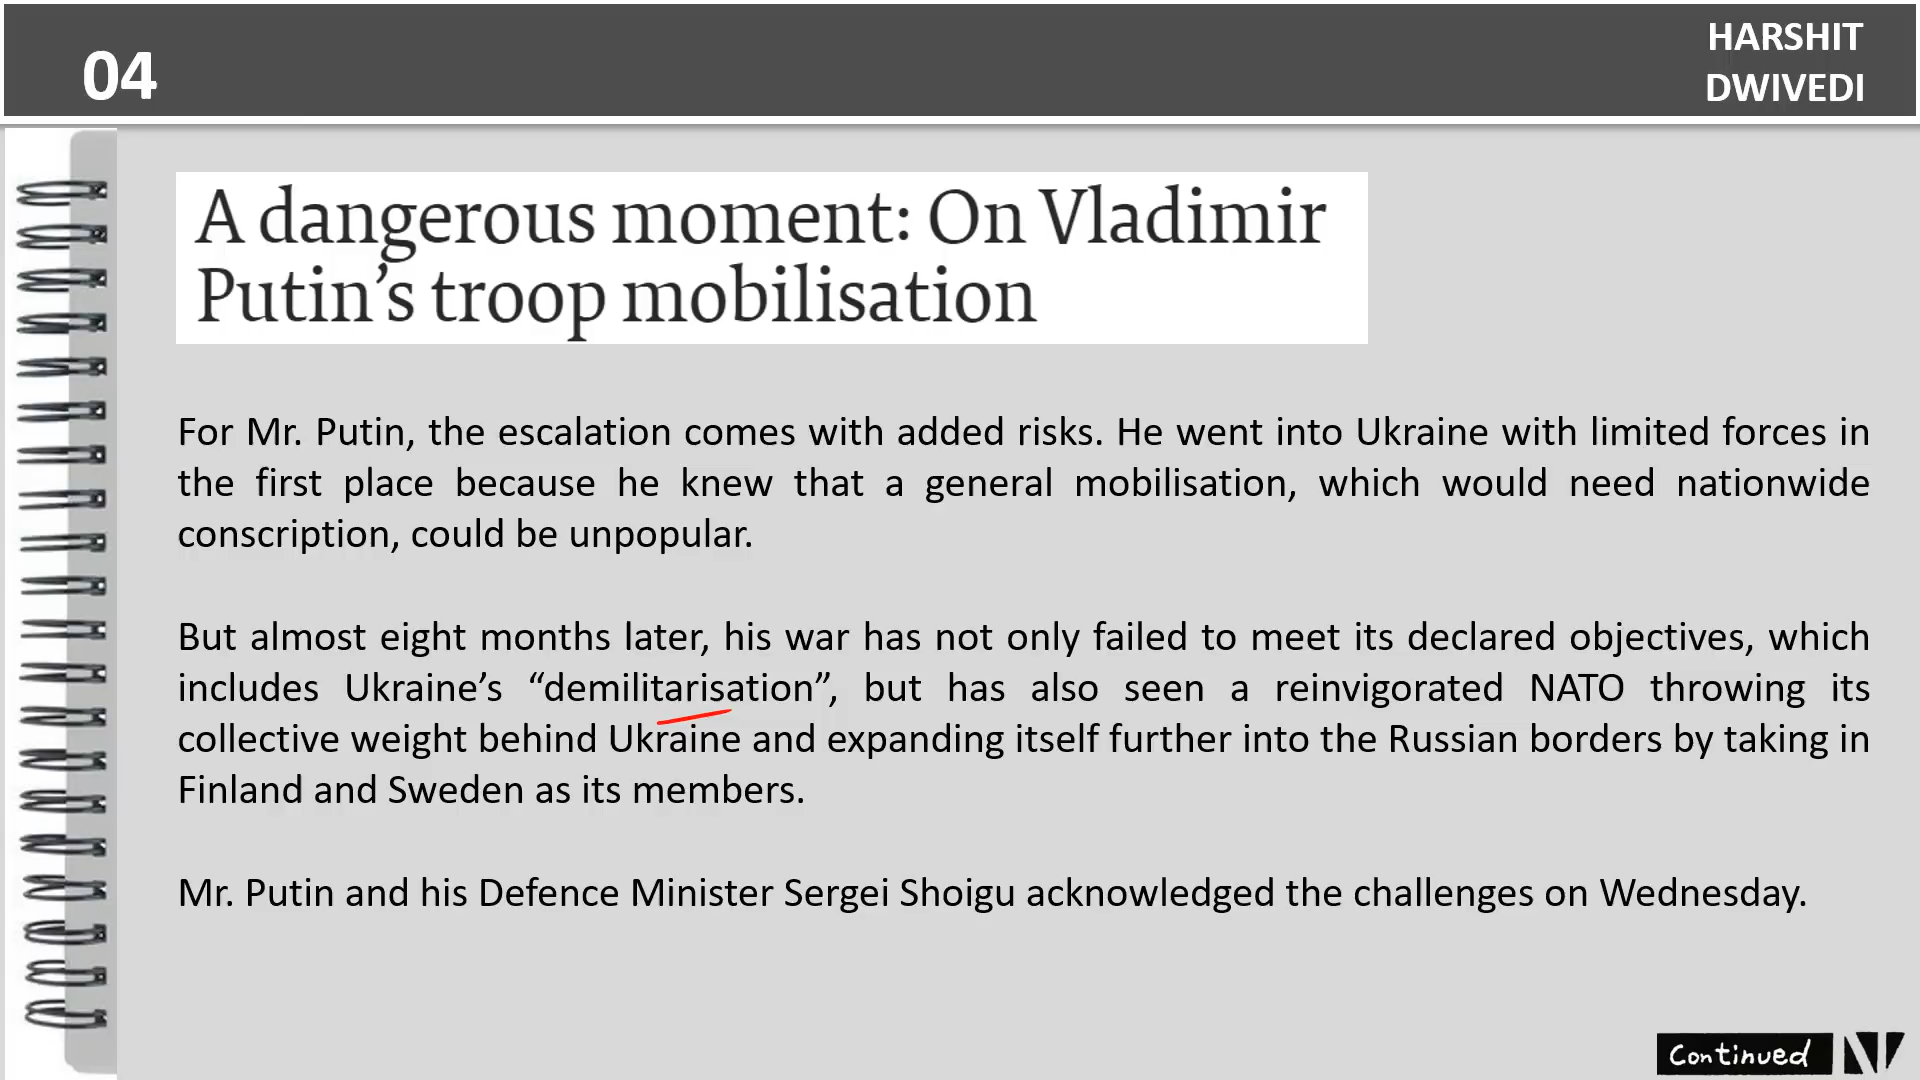 04
HARSHIT
DWIVEDI
A dangerous moment: On Vladimir
Putin’s troop mobilisation
For Mr. Putin, the escalation comes with added risks. He went into Ukraine with limited forces in
the first place because he knew that a general mobilisation, which would need nationwide
conscription, could be unpopular.
But almost eight months later, his war has not only failed to meet its declared objectives, which
includes Ukraine’s “demilitarisation”, but has also seen a reinvigorated NATO throwing its
collective weight behind Ukraine and expanding itself further into the Russian borders by taking in
Finland and Sweden as its members.
Mr. Putin and his Defence Minister Sergei Shoigu acknowledged the challenges on Wednesday.
Continued